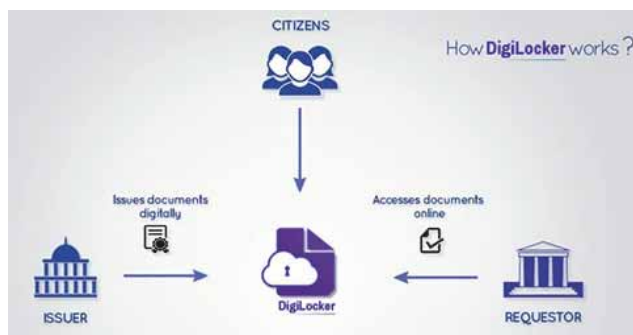 CITIZENS
How DigiLocker works ?
Issues documents
digitally
Accesses documents
online
DigiLocker
ISSUER
REQUESTOR